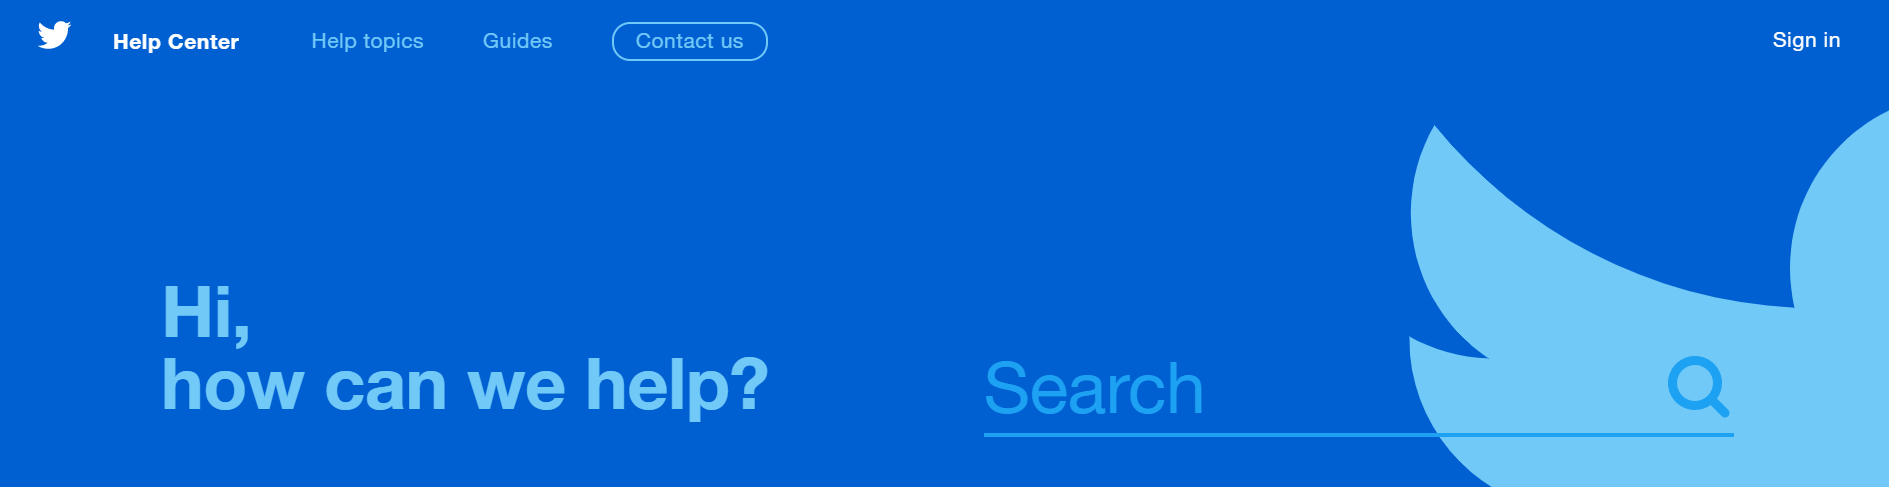 Help Center
Help topics
Guides
Contact us
Sign in
Hi,
how can we help?
Search